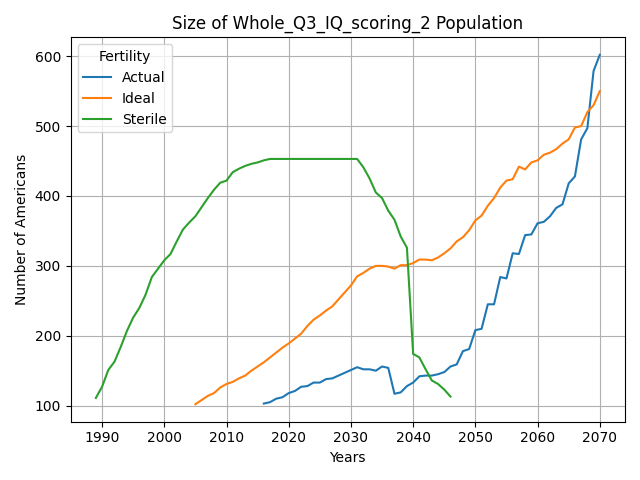 Size of Whole_Q3_IQ_scoring_2 Population
Fertility
Actual
Ideal
Sterile
Number of Americans
600
500
400
300
200
100
1990 2000 2010 2020 2030 2040 2050 2060 2070
Years